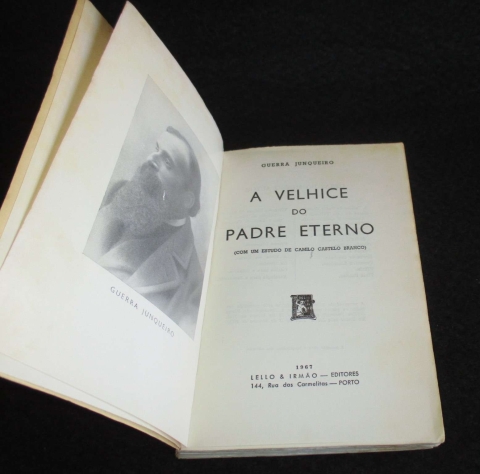 GUERRA JUNQUEIRO
GUERRA JUNQUEIRO
A VELHICE
DO
PADRE ETERNO
(COM UM ESTUDO DE CAMILO CASTELO BRANCO)
1967
LELLO & IRMÃO — EDITORES
144, Rua das Carmelitas — PORTO